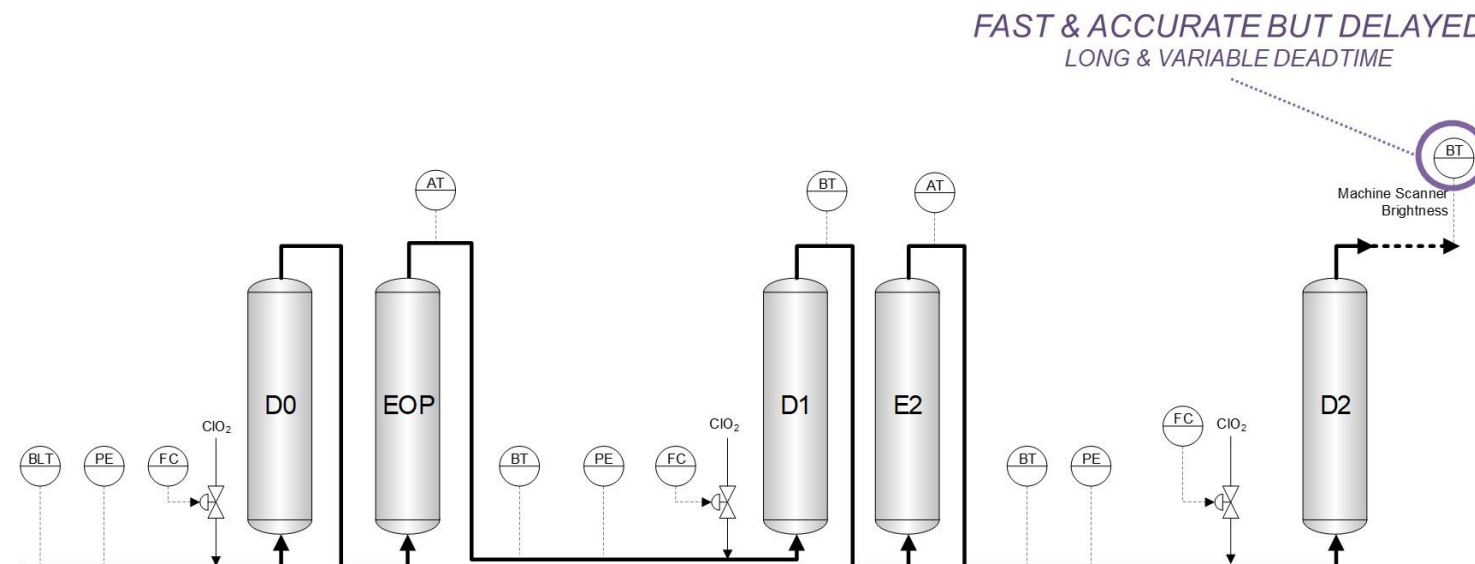 FAST & ACCURATE BUT DELAYED
LONG & VARIABLE DEADTIME
BT
AT
BT
AT
Machine Scanner
Brightness
D0
EOP
D1
E2
D2
ClO₂
ClO₂
FC
ClO₂
BLT
PE
FC
BT
PE
FC
BT
PE